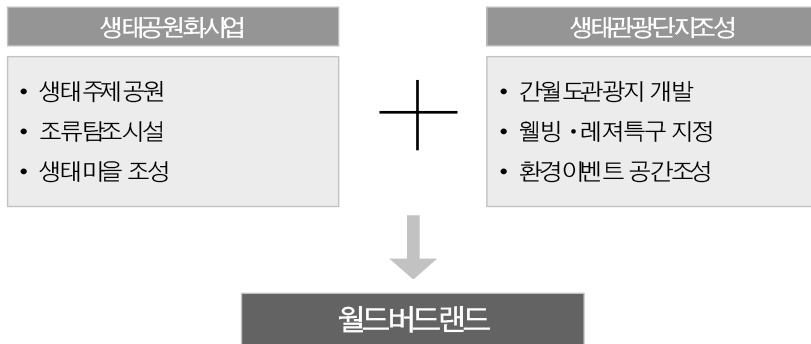 생태공원화사업
• 생태주제공원
• 조류탐조시설
• 생태마을 조성
생태관광단지조성
• 간월도관광지 개발
• 웰빙・레져특구 지정
• 환경이벤트 공간조성
월드버드랜드